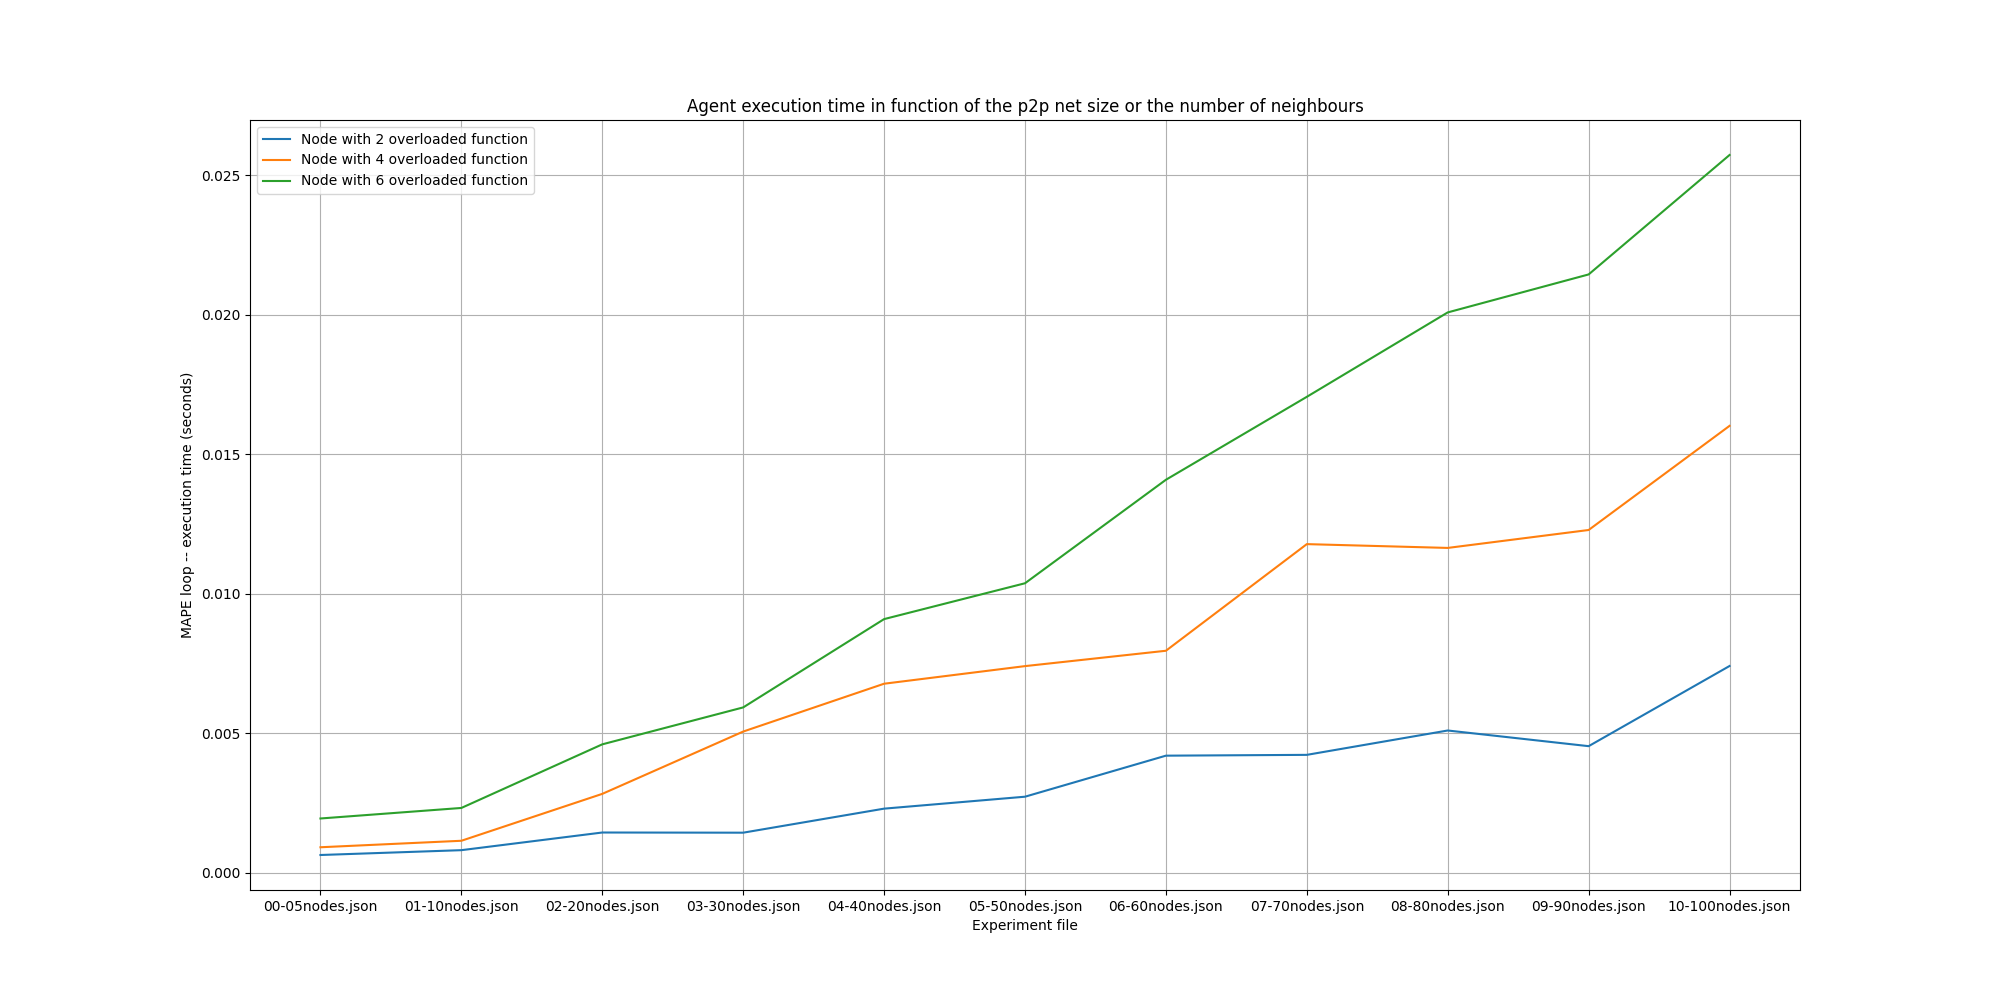 Agent execution time in function of the p2p net size or the number of neighbours
Node with 2 overloaded function
Node with 4 overloaded function
Node with 6 overloaded function
0.025
0.020
0.015
0.010
0.005
0.000
MAPE loop -- execution time (seconds)
00-05nodes.json 01-10nodes.json 02-20nodes.json 03-30nodes.json 04-40nodes.json 05-50nodes.json 06-60nodes.json 07-70nodes.json 08-80nodes.json 09-90nodes.json 10-100nodes.json
Experiment file